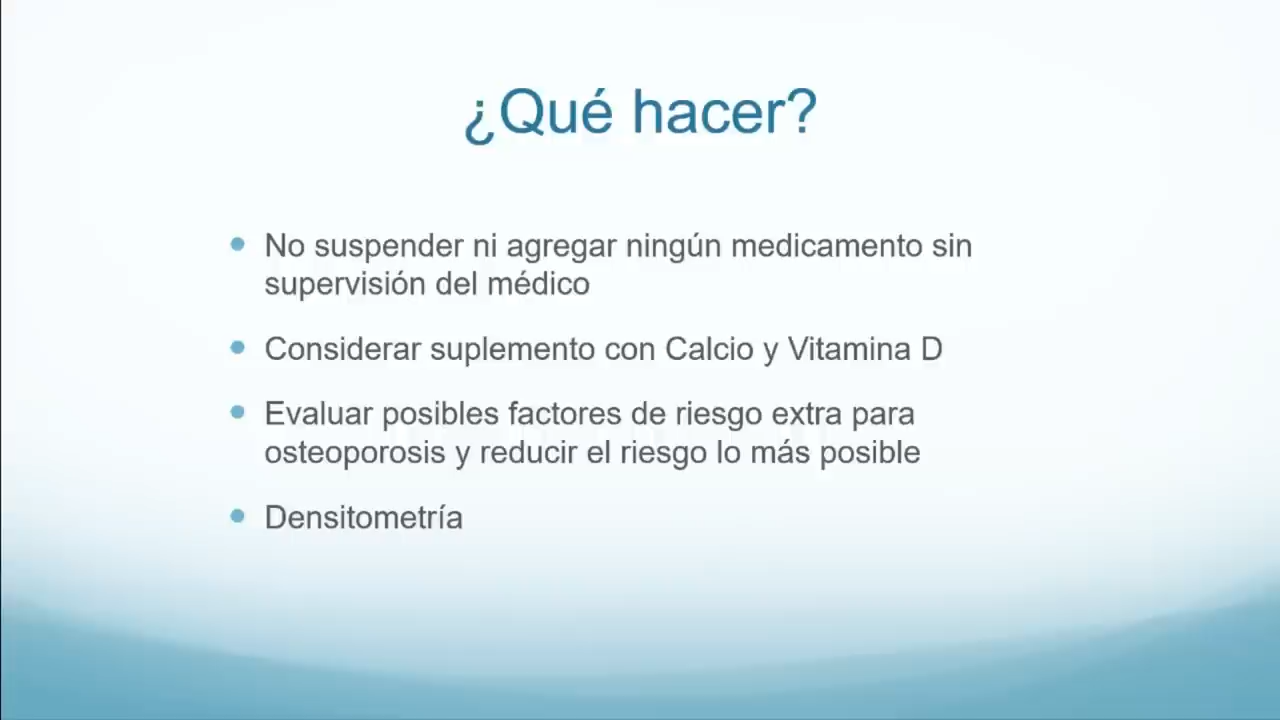 ¿Qué hacer?
No suspender ni agregar ningún medicamento sin
supervisión del médico
Considerar suplemento con Calcio y Vitamina D
Evaluar posibles factores de riesgo extra para
osteoporosis y reducir el riesgo lo más posible
Densitometría